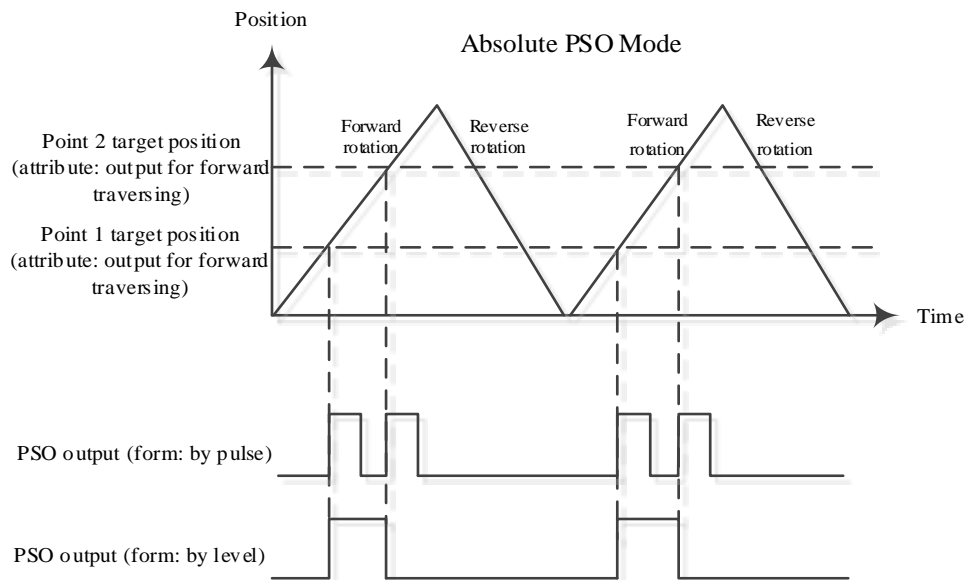 Position
Absolute PSO Mode
Point 2 target position
(attribute: output for forward
traversing)
Forward
rotation
Reverse
rotation
Forward
rotation
Reverse
rotation
Point 1 target position
(attribute: output for forward
traversing)
Time
PSO output (form: by pulse)
PSO output (form: by level)